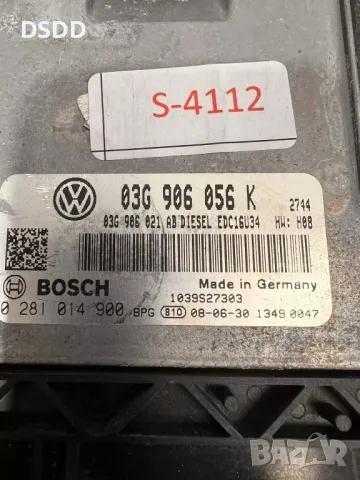 DSDD
S-4112
03G 906 056 K 2744
03G 906 021 AB DIESEL EDC16U34 HW: H08
BOSCH
Made in Germany
1039S27303
0 281 014 900 BPG 810 08-06-30 1349 0047
bazar